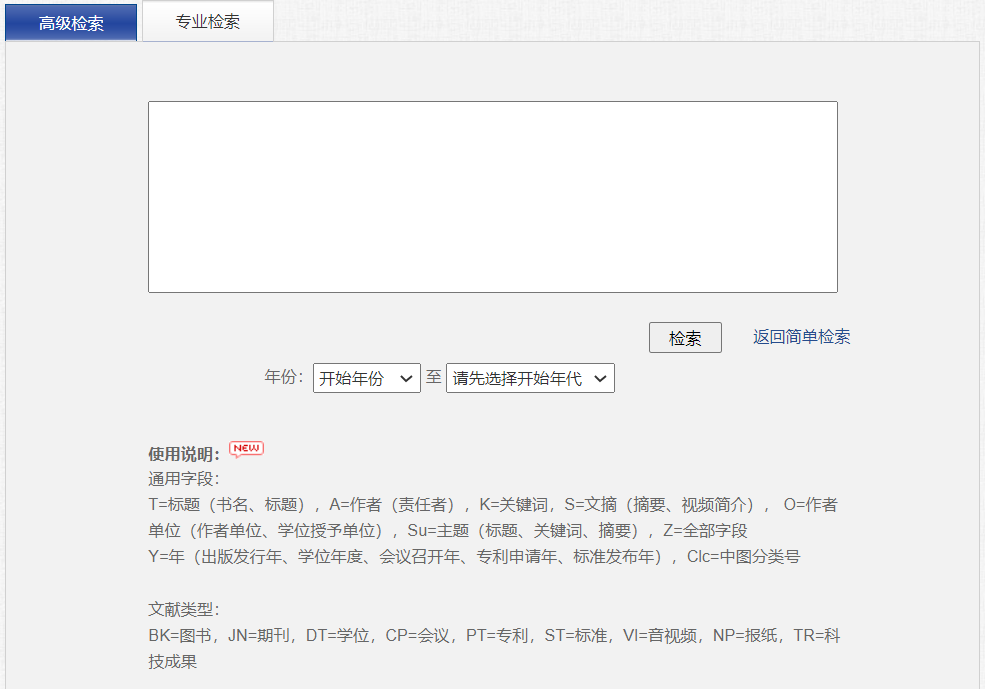 高级检索 专业检索
检索 返回简单检索
年份: 开始年份 至 请先选择开始年代
使用说明: NEW
通用字段:
T=标题（书名、标题），A=作者（责任者），K=关键词，S=文摘（摘要、视频简介）， O=作者
单位（作者单位、学位授予单位），Su=主题（标题、关键词、摘要），Z=全部字段
Y=年（出版发行年、学位年度、会议召开年、专利申请年、标准发布年），Clc=中图分类号
文献类型:
BK=图书，JN=期刊，DT=学位，CP=会议，PT=专利，ST=标准，VI=音视频，NP=报纸，TR=科
技成果